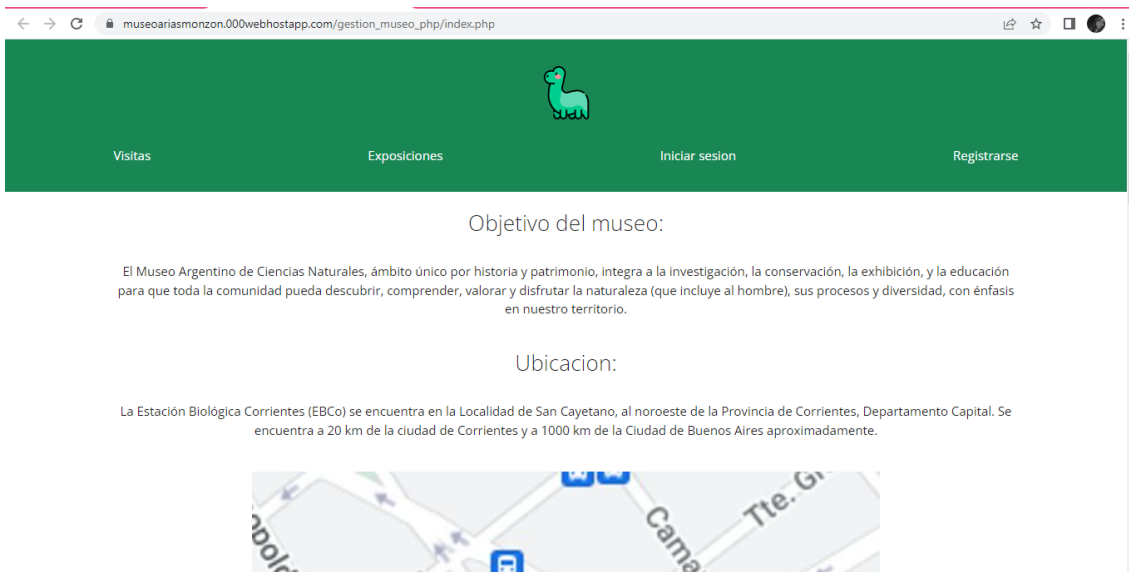 museoariasmonzon.000webhostapp.com/gestion_museo_php/index.php
Visitas
Exposiciones
Iniciar sesion
Registrarse
Objetivo del museo:
El Museo Argentino de Ciencias Naturales, ámbito único por historia y patrimonio, integra a la investigación, la conservación, la exhibición, y la educación
para que toda la comunidad pueda descubrir, comprender, valorar y disfrutar la naturaleza (que incluye al hombre), sus procesos y diversidad, con énfasis
en nuestro territorio.
Ubicacion:
La Estación Biológica Corrientes (EBCo) se encuentra en la Localidad de San Cayetano, al noroeste de la Provincia de Corrientes, Departamento Capital. Se
encuentra a 20 km de la ciudad de Corrientes y a 1000 km de la Ciudad de Buenos Aires aproximadamente.
Tte.